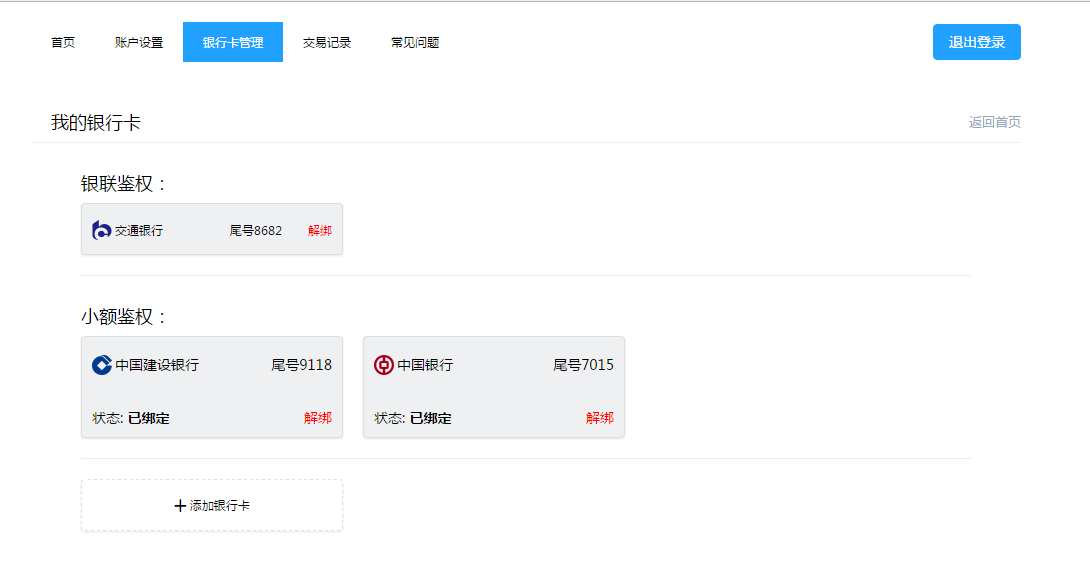 首页 账户设置 银行卡管理 交易记录 常见问题 退出登录
我的银行卡 返回首页
银联鉴权：
交通银行 尾号8682 解绑
小额鉴权：
中国建设银行 尾号9118 中国银行 尾号7015
状态: 已绑定 解绑 状态: 已绑定 解绑
+添加银行卡